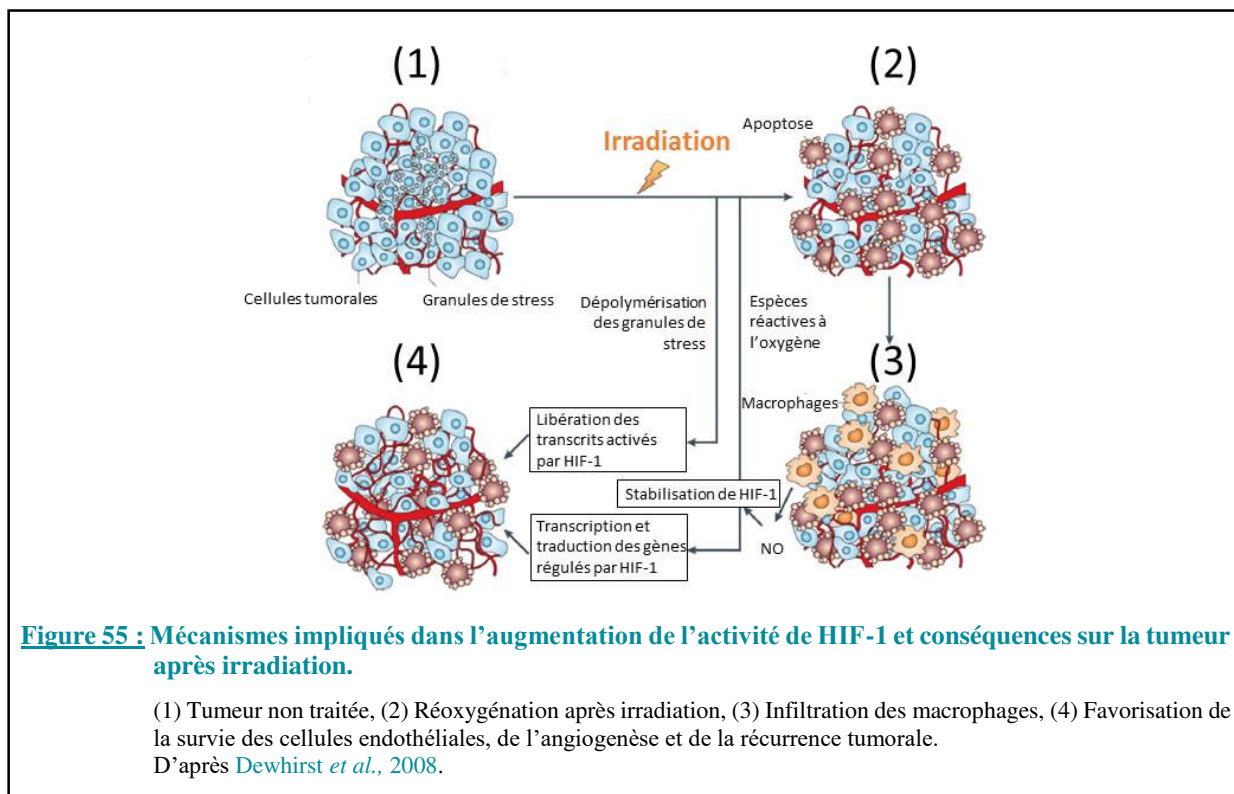 (1)
(2)
Apoptose
Irradiation
Cellules tumorales
Granules de stress
Dépolymérisation
des granules de
stress
Espèces
réactives à
l'oxygène
(4)
(3)
Macrophages
Libération des
transcrits activés
par HIF-1
Stabilisation de HIF-1
NO
Transcription et
traduction des gènes
régulés par HIF-1
Figure 55 : Mécanismes impliqués dans l'augmentation de l'activité de HIF-1 et conséquences sur la tumeur
après irradiation.
(1) Tumeur non traitée, (2) Réoxygénation après irradiation, (3) Infiltration des macrophages, (4) Favorisation de
la survie des cellules endothéliales, de l'angiogenèse et de la récurrence tumorale.
D'après Dewhirst et al., 2008.